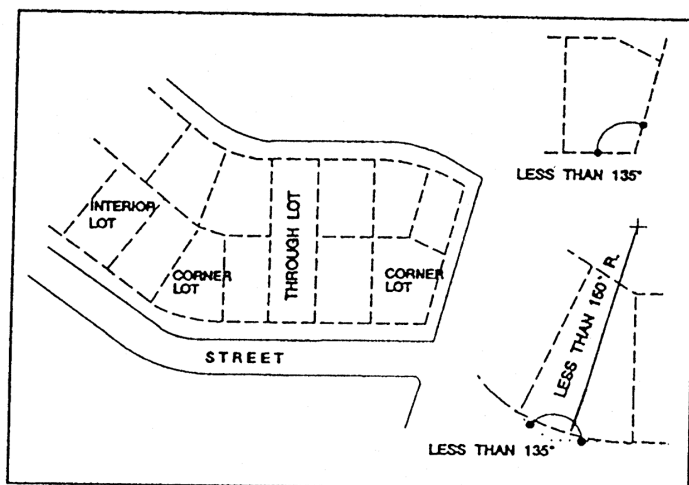 LESS THAN 135°
INTERIOR
LOT
THROUGH LOT
CORNER
LOT
CORNER
LOT
STREET
LESS THAN 150' R.
LESS THAN 135°